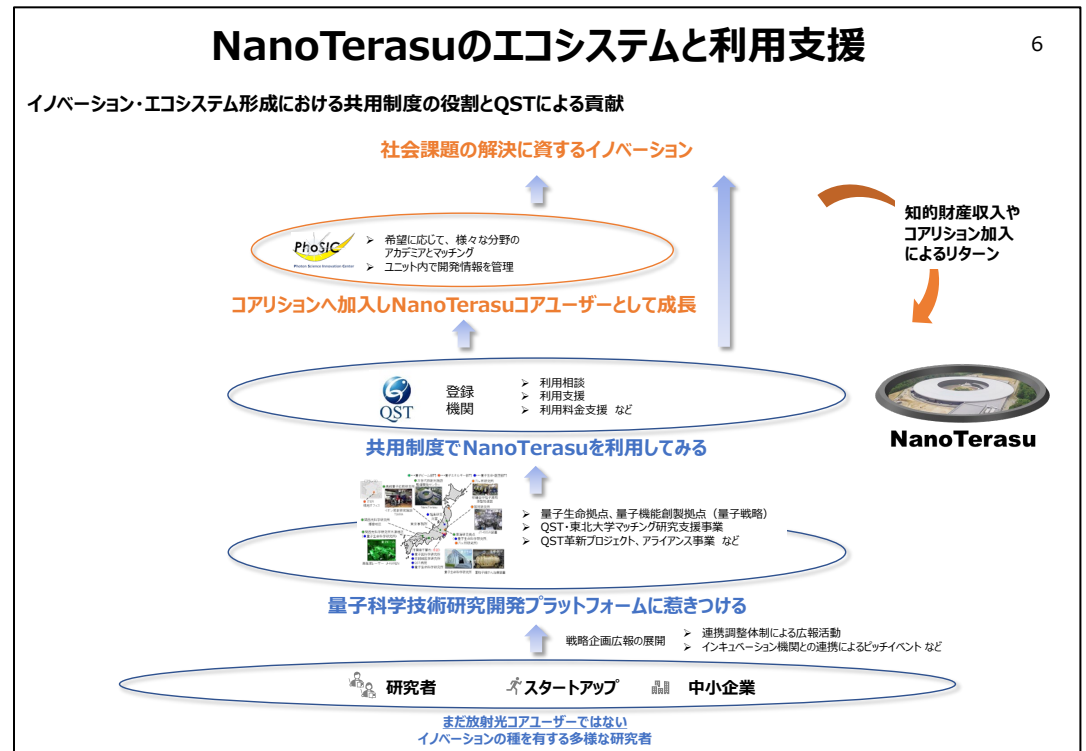 NanoTerasuのエコシステムと利用支援
6
イノベーション・エコシステム形成における共用制度の役割とQSTによる貢献
社会課題の解決に資するイノベーション
知的財産収入や
コアリション加入
によるリターン
PhoSIC
Photon Science Innovation Center
➢ 希望に応じて、様々な分野の
アカデミアとマッチング
➢ ユニット内で開発情報を管理
コアリションへ加入しNanoTerasuコアユーザーとして成長
QST
登録
機関
➢ 利用相談
➢ 利用支援
➢ 利用料金支援 など
NanoTerasu
共用制度でNanoTerasuを利用してみる
➢ 量子生命拠点、量子機能創製拠点（量子戦略）
➢ QST・東北大学マッチング研究支援事業
➢ QST革新プロジェクト、アライアンス事業 など
量子科学技術研究開発プラットフォームに惹きつける
戦略企画広報の展開
➢ 連携調整体制による広報活動
➢ インキュベーション機関との連携によるピッチイベント など
研究者
スタートアップ
中小企業
まだ放射光コアユーザーではない
イノベーションの種を有する多様な研究者